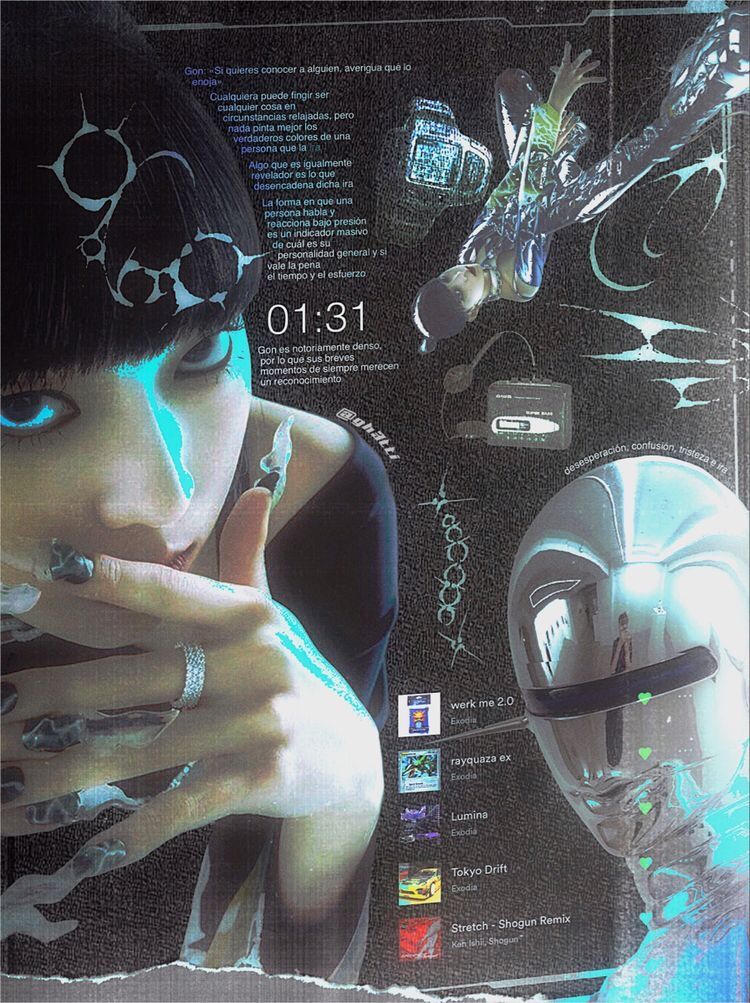 Gon: «Si quieres conocer a alguien, averigua qué lo
enoja».
Cualquiera puede fingir ser
cualquier cosa en
circunstancias relajadas, pero
nada pinta mejor los
verdaderos colores de una
persona que la ira.
Algo que es igualmente
revelador es lo que
desencadena dicha ira
La forma en que una
persona habla y
reacciona bajo presión
es un indicador masivo
de cuál es su
personalidad general y si
vale la pena
el tiempo y el esfuerzo
01:31
Gon es notoriamente denso,
por lo que sus breves
momentos de siempre merecen
un reconocimiento
AIWA
SUPER BASS
desesperación, confusión, tristeza e ira
werk me 2.0
Exodia
rayquaza ex
Exodia
Lumina
Exodia
Tokyo Drift
Exodia
Stretch - Shogun Remix
Ken Ishii, Shogun